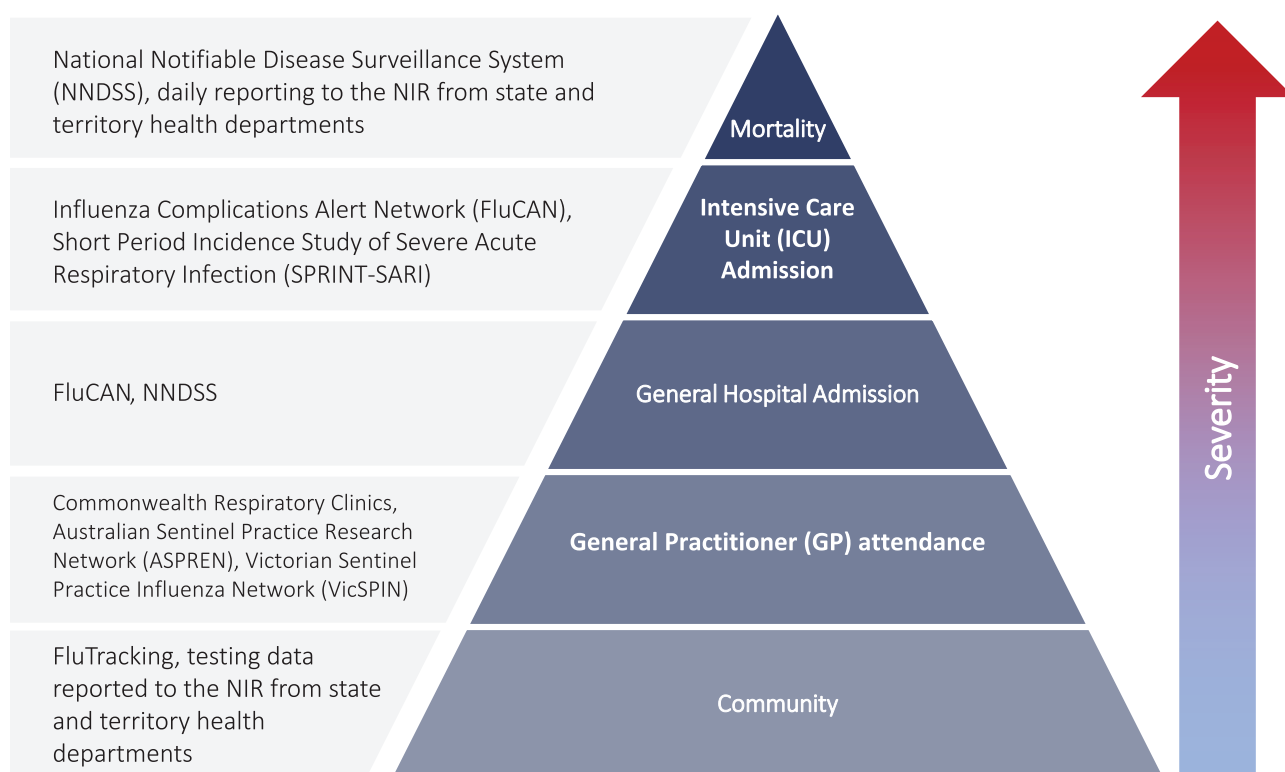 National Notifiable Disease Surveillance System
(NNDSS), daily reporting to the NIR from state and
territory health departments
Mortality
Influenza Complications Alert Network (FluCAN),
Short Period Incidence Study of Severe Acute
Respiratory Infection (SPRINT-SARI)
Intensive Care
Unit (ICU)
Admission
FluCAN, NNDSS
General Hospital Admission
Commonwealth Respiratory Clinics,
Australian Sentinel Practice Research
Network (ASPREN), Victorian Sentinel
Practice Influenza Network (VicSPIN)
General Practitioner (GP) attendance
FluTracking, testing data
reported to the NIR from state
and territory health
departments
Community
Severity